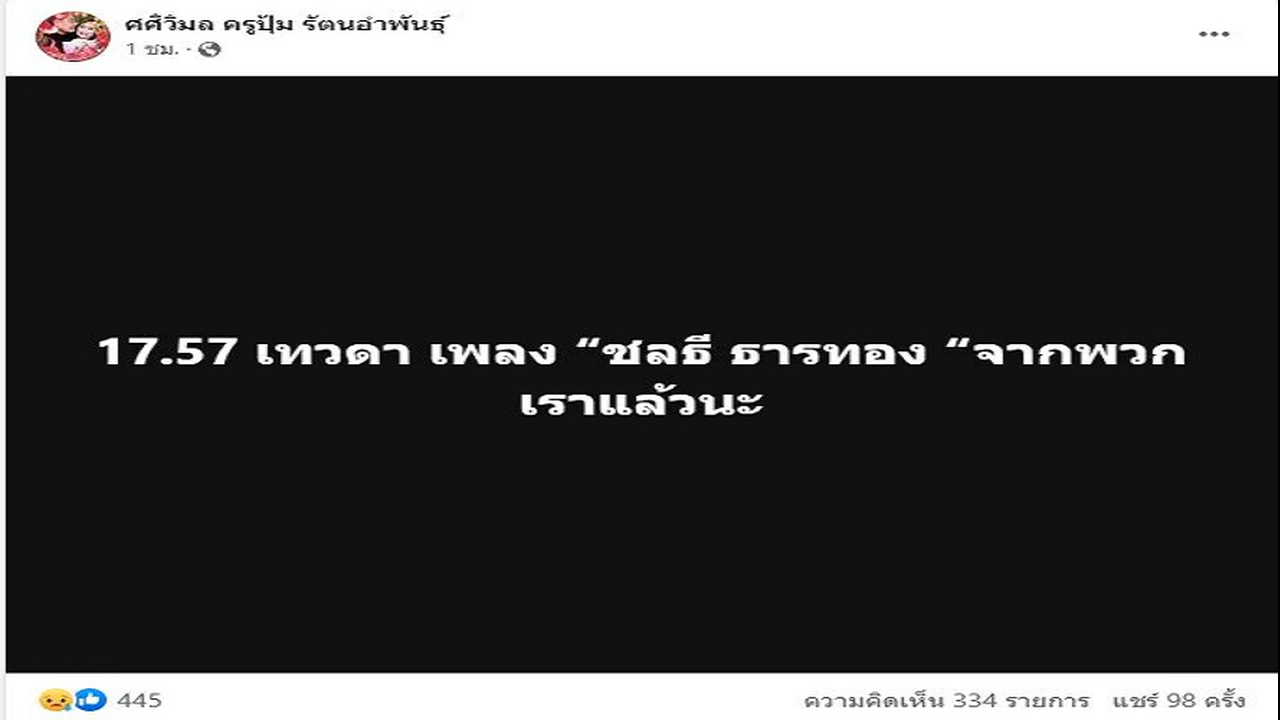 ศศิวิมล ครูปุ้ม รัตนอำพันธุ์
1 ชม. ·
17.57 เทวดา เพลง “ชลธี ธารทอง “จากพวก
เราแล้วนะ
445 ความคิดเห็น 334 รายการ แชร์ 98 ครั้ง